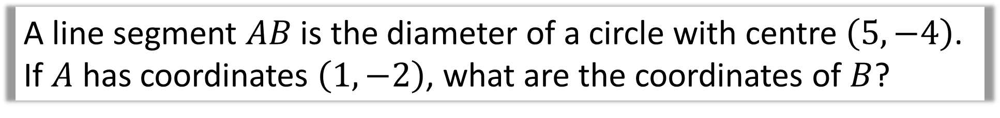 A line segment AB is the diameter of a circle with centre (5, −4).
If A has coordinates (1, −2), what are the coordinates of B?